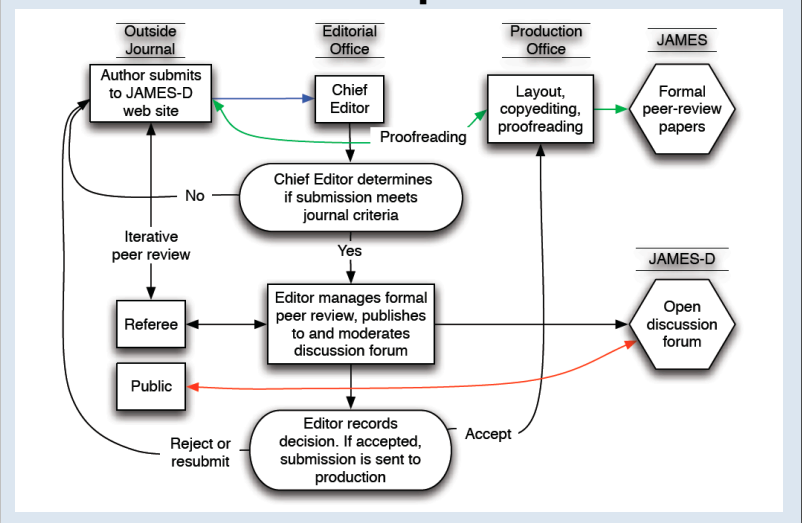 Outside
Journal
Editorial
Office
Production
Office
JAMES
Author submits
to JAMES-D
web site
Chief
Editor
Layout,
copyediting,
proofreading
Formal
peer-review
papers
Proofreading
Chief Editor determines
if submission meets
journal criteria
No
Iterative
peer review
Yes
JAMES-D
Referee
Editor manages formal
peer review, publishes
to and moderates
discussion forum
Open
discussion
forum
Public
Editor records
decision. If accepted,
submission is sent to
production
Accept
Reject or
resubmit